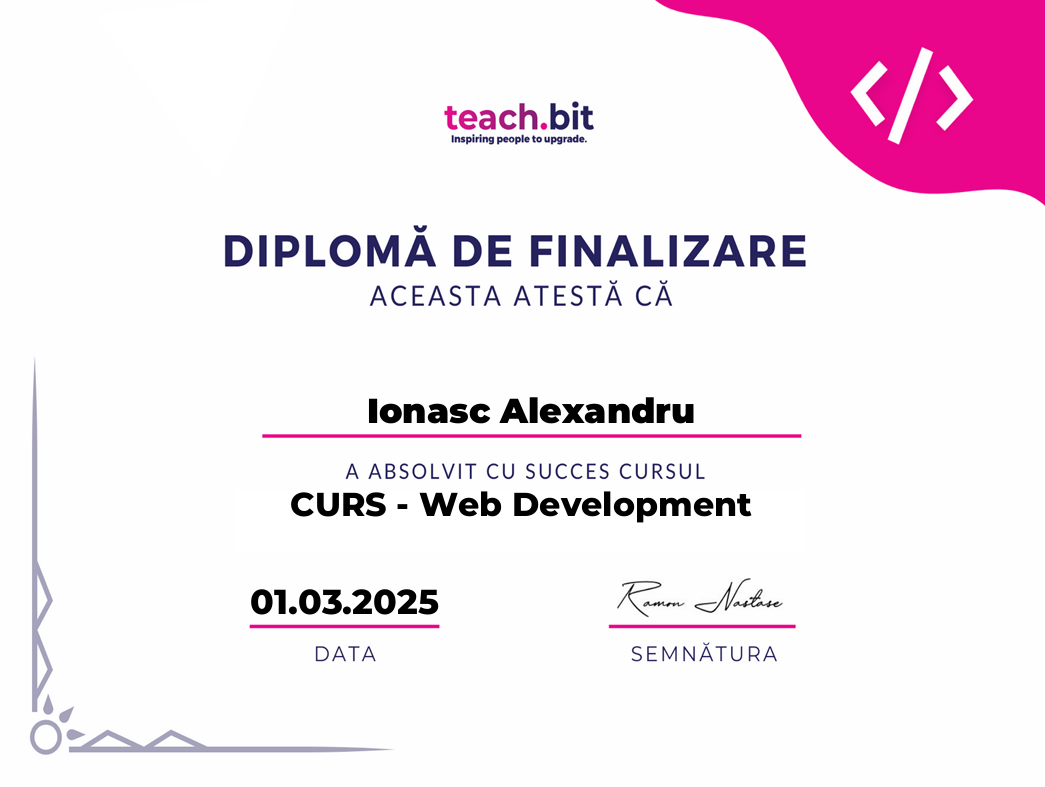 </>
teach.bit
Inspiring people to upgrade.
DIPLOMĂ DE FINALIZARE
ACEASTA ATESTĂ CĂ
Ionasc Alexandru
A ABSOLVIT CU SUCCES CURSUL
CURS - Web Development
01.03.2025
Ramon Nastase
DATA
SEMNĂTURA